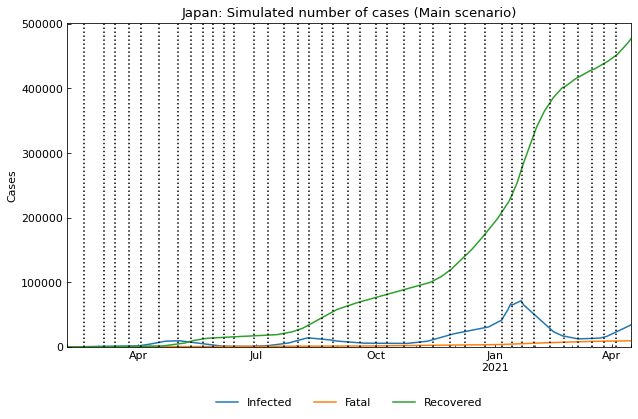 Japan: Simulated number of cases (Main scenario)
500000
400000
300000
200000
100000
0
Cases
Apr
Jul
Oct
Jan
2021
Apr
Infected
Fatal
Recovered